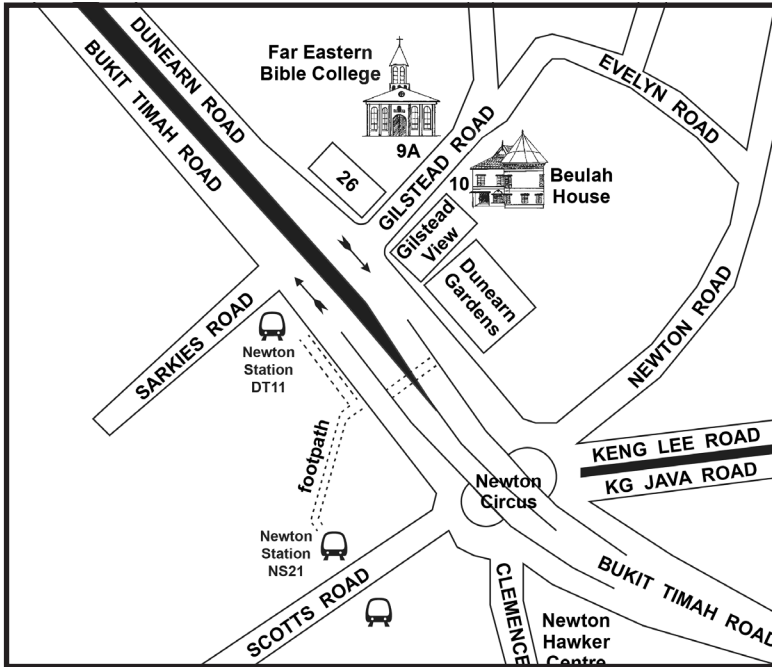 DUNEARN ROAD
BUKIT TIMAH ROAD
Far Eastern
Bible College
9A
26
GILSTEAD ROAD
EVELYN ROAD
10
Beulah
House
Gilstead
View
Dunearn
Gardens
NEWTON ROAD
SARKIES ROAD
Newton
Station
DT11
footpath
KENG LEE ROAD
KG JAVA ROAD
Newton
Circus
Newton
Station
NS21
SCOTTS ROAD
CLEMENCE
BUKIT TIMAH ROAD
Newton
Hawker
Centre